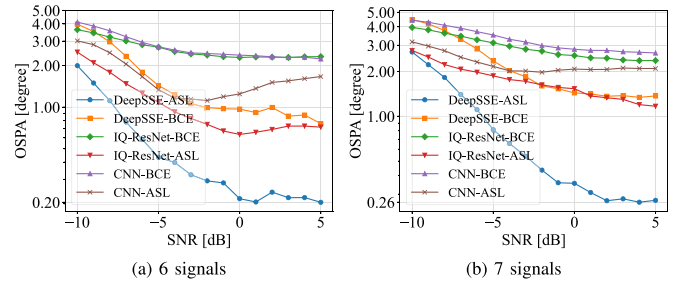 5.00
4.00
3.00
2.00
1.00
0.20
OSPA [degree]
DeepSSE-ASL
DeepSSE-BCE
IQ-ResNet-BCE
IQ-ResNet-ASL
CNN-BCE
CNN-ASL
−10 −5 0 5
SNR [dB]
(a) 6 signals
5.00
4.00
3.00
2.00
1.00
0.26
OSPA [degree]
DeepSSE-ASL
DeepSSE-BCE
IQ-ResNet-BCE
IQ-ResNet-ASL
CNN-BCE
CNN-ASL
−10 −5 0 5
SNR [dB]
(b) 7 signals